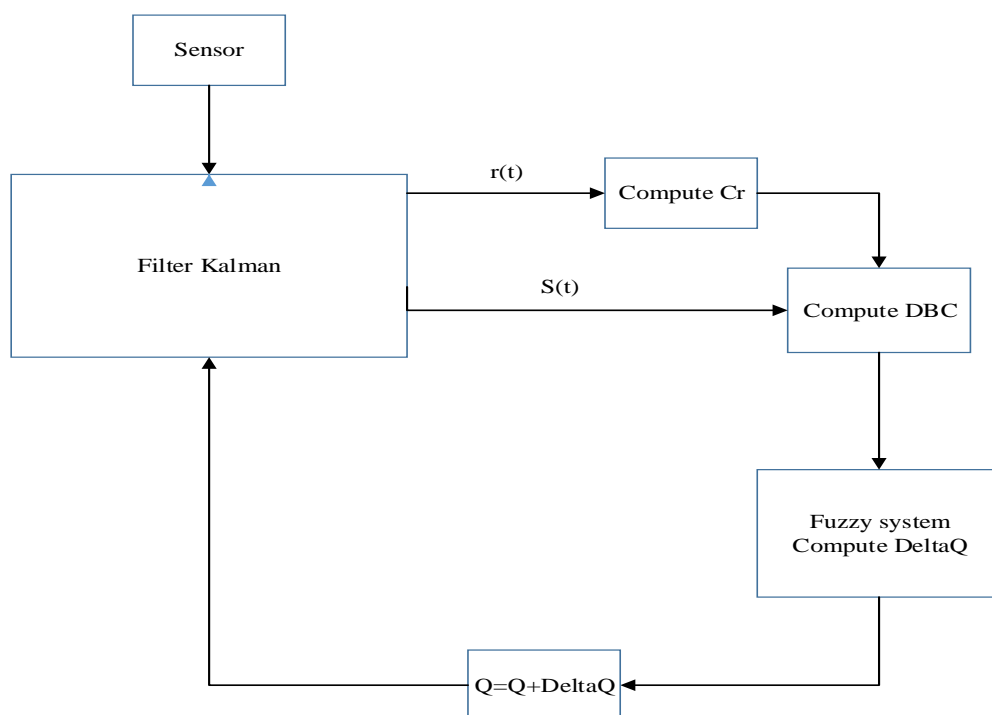 Sensor
r(t)
Compute Cr
Filter Kalman
S(t)
Compute DBC
Fuzzy system
Compute DeltaQ
Q=Q+DeltaQ